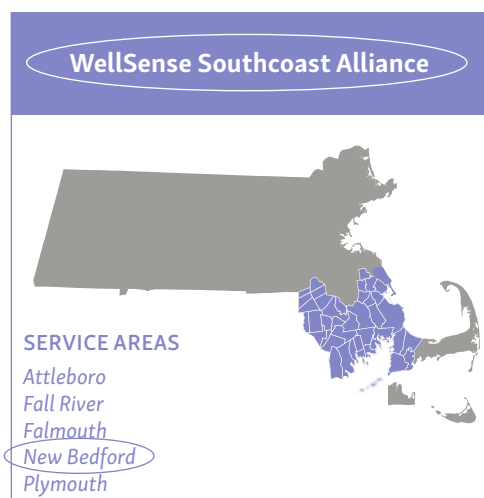 WellSense Southcoast Alliance
SERVICE AREAS
Attleboro
Fall River
Falmouth
New Bedford
Plymouth